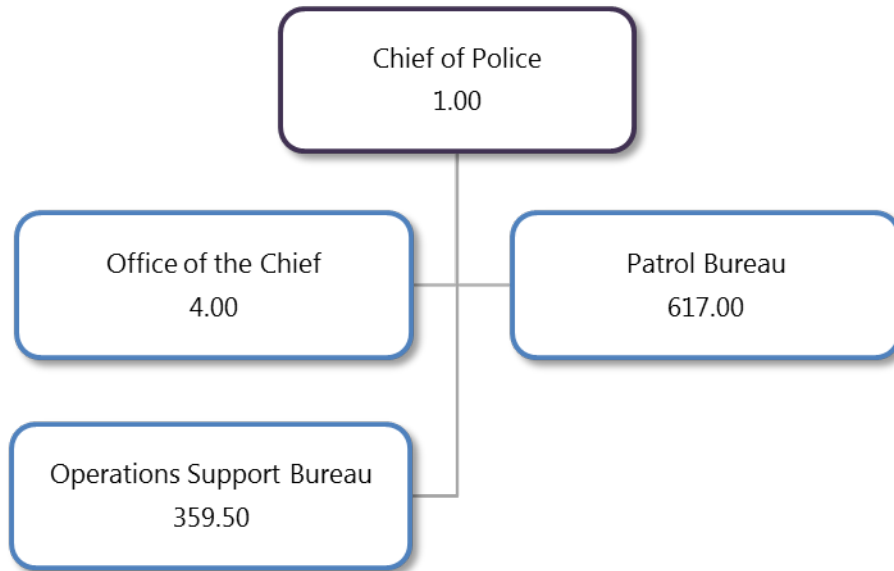 Chief of Police
1.00
Office of the Chief
4.00
Patrol Bureau
617.00
Operations Support Bureau
359.50